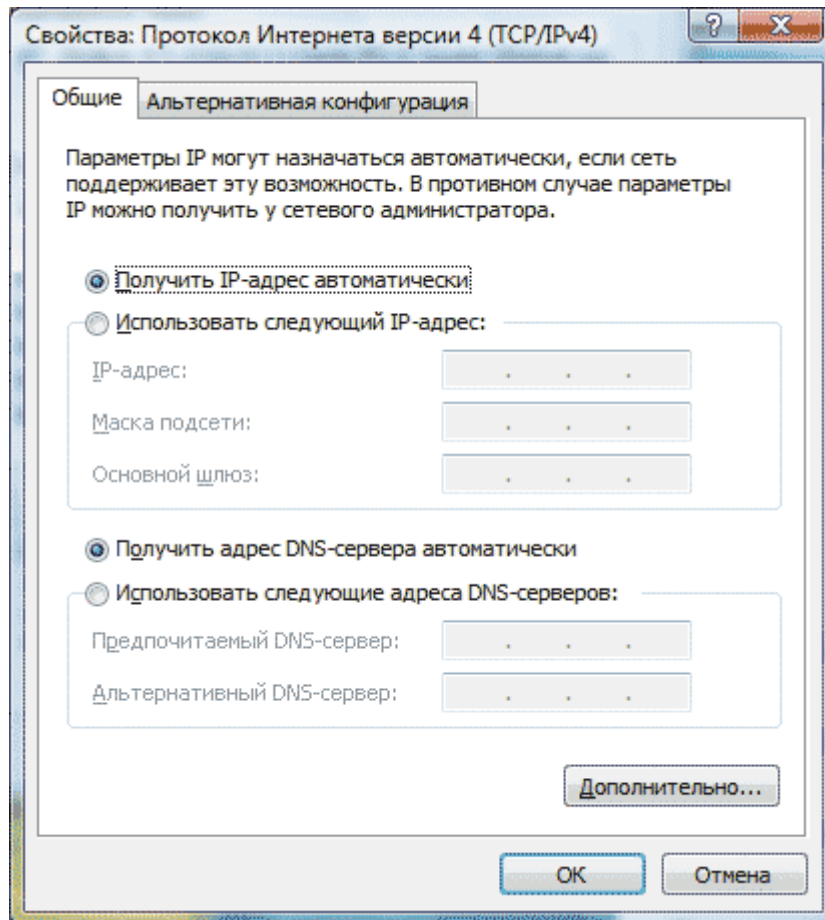 Свойства: Протокол Интернета версии 4 (TCP/IPv4)
Общие
Альтернативная конфигурация
Параметры IP могут назначаться автоматически, если сеть
поддерживает эту возможность. В противном случае параметры
IP можно получить у сетевого администратора.
Получить IP-адрес автоматически
Использовать следующий IP-адрес:
IP-адрес:
Маска подсети:
Основной шлюз:
Получить адрес DNS-сервера автоматически
Использовать следующие адреса DNS-серверов:
Предпочитаемый DNS-сервер:
Альтернативный DNS-сервер:
Дополнительно...
ОК
Отмена